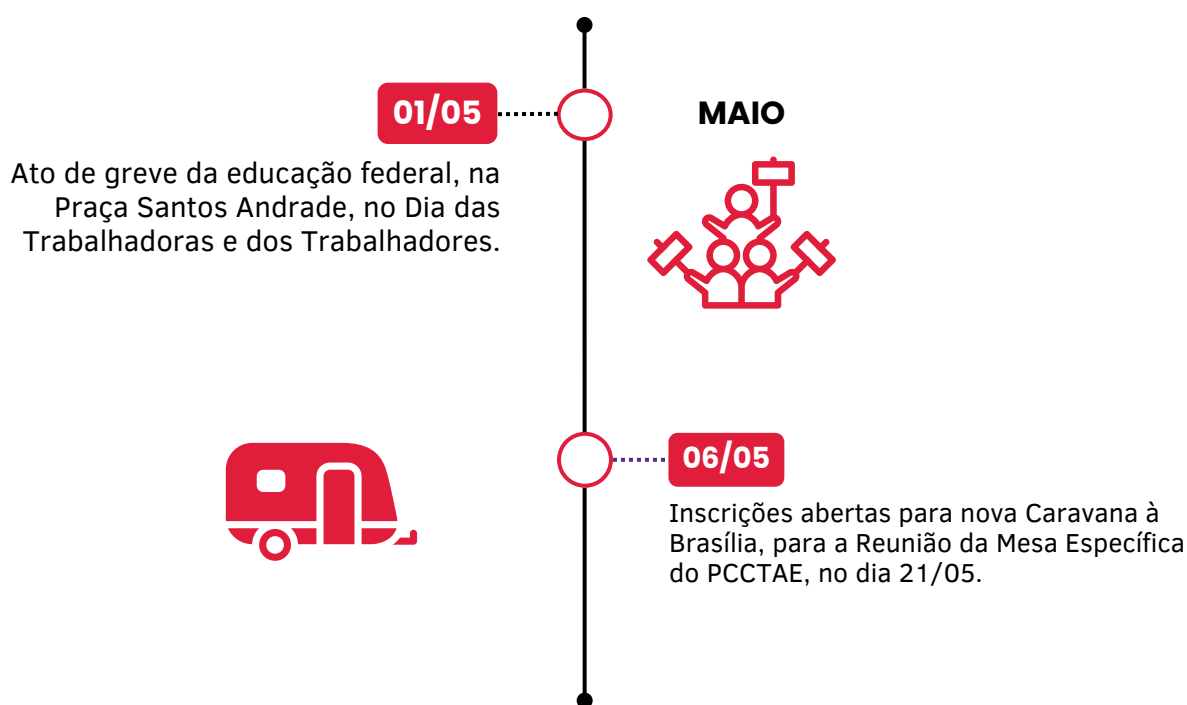 01/05
MAIO
Ato de greve da educação federal, na
Praça Santos Andrade, no Dia das
Trabalhadoras e dos Trabalhadores.
06/05
Inscrições abertas para nova Caravana à
Brasília, para a Reunião da Mesa Específica
do PCCTAE, no dia 21/05.